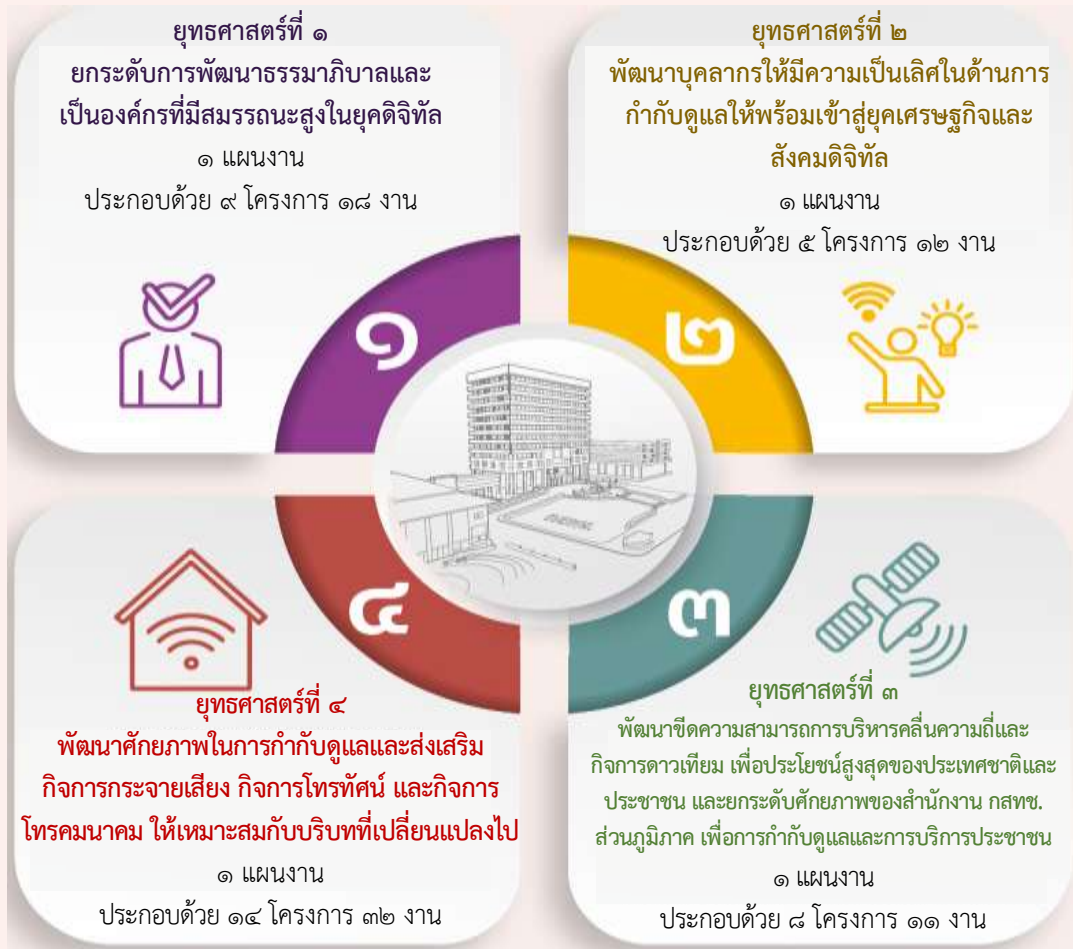 ยุทธศาสตร์ที่ ๑
ยกระดับการพัฒนาธรรมาภิบาลและ
เป็นองค์กรที่มีสมรรถนะสูงในยุคดิจิทัล
๑ แผนงาน
ประกอบด้วย ๙ โครงการ ๑๘ งาน
๑
ยุทธศาสตร์ที่ ๒
พัฒนาบุคลากรให้มีความเป็นเลิศในด้านการ
กำกับดูแลให้พร้อมเข้าสู่ยุคเศรษฐกิจและ
สังคมดิจิทัล
๑ แผนงาน
ประกอบด้วย ๕ โครงการ ๑๒ งาน
๒
๓
ยุทธศาสตร์ที่ ๓
พัฒนาขีดความสามารถการบริหารคลื่นความถี่และ
กิจการดาวเทียม เพื่อประโยชน์สูงสุดของประเทศชาติและ
ประชาชน และยกระดับศักยภาพของสำนักงาน กสทช.
ส่วนภูมิภาค เพื่อการกำกับดูแลและการบริการประชาชน
๑ แผนงาน
ประกอบด้วย ๘ โครงการ ๑๑ งาน
๔
ยุทธศาสตร์ที่ ๔
พัฒนาศักยภาพในการกำกับดูแลและส่งเสริม
กิจการกระจายเสียง กิจการโทรทัศน์ และกิจการ
โทรคมนาคม ให้เหมาะสมกับบริบทที่เปลี่ยนแปลงไป
๑ แผนงาน
ประกอบด้วย ๑๔ โครงการ ๓๒ งาน